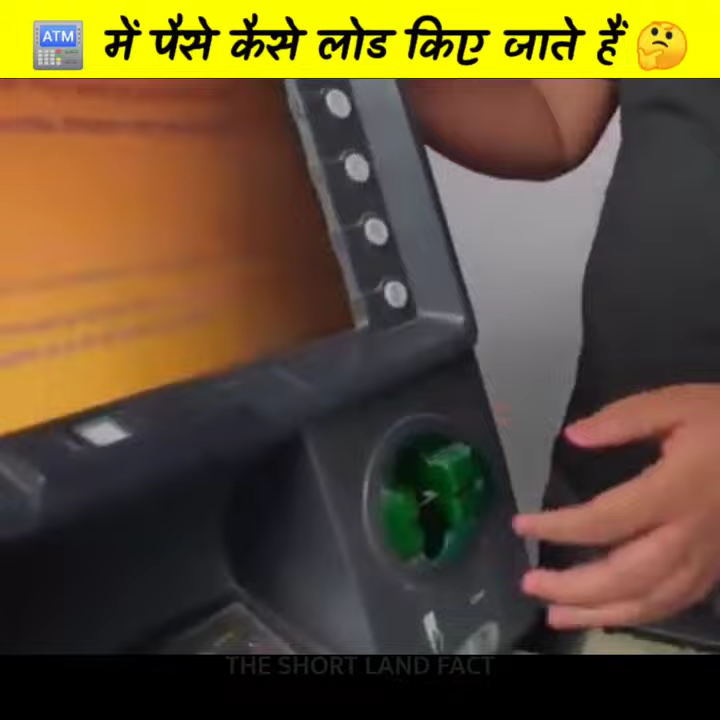 ATM में पैसे कैसे लोड किए जाते हैं
THE SHORT LAND FACT